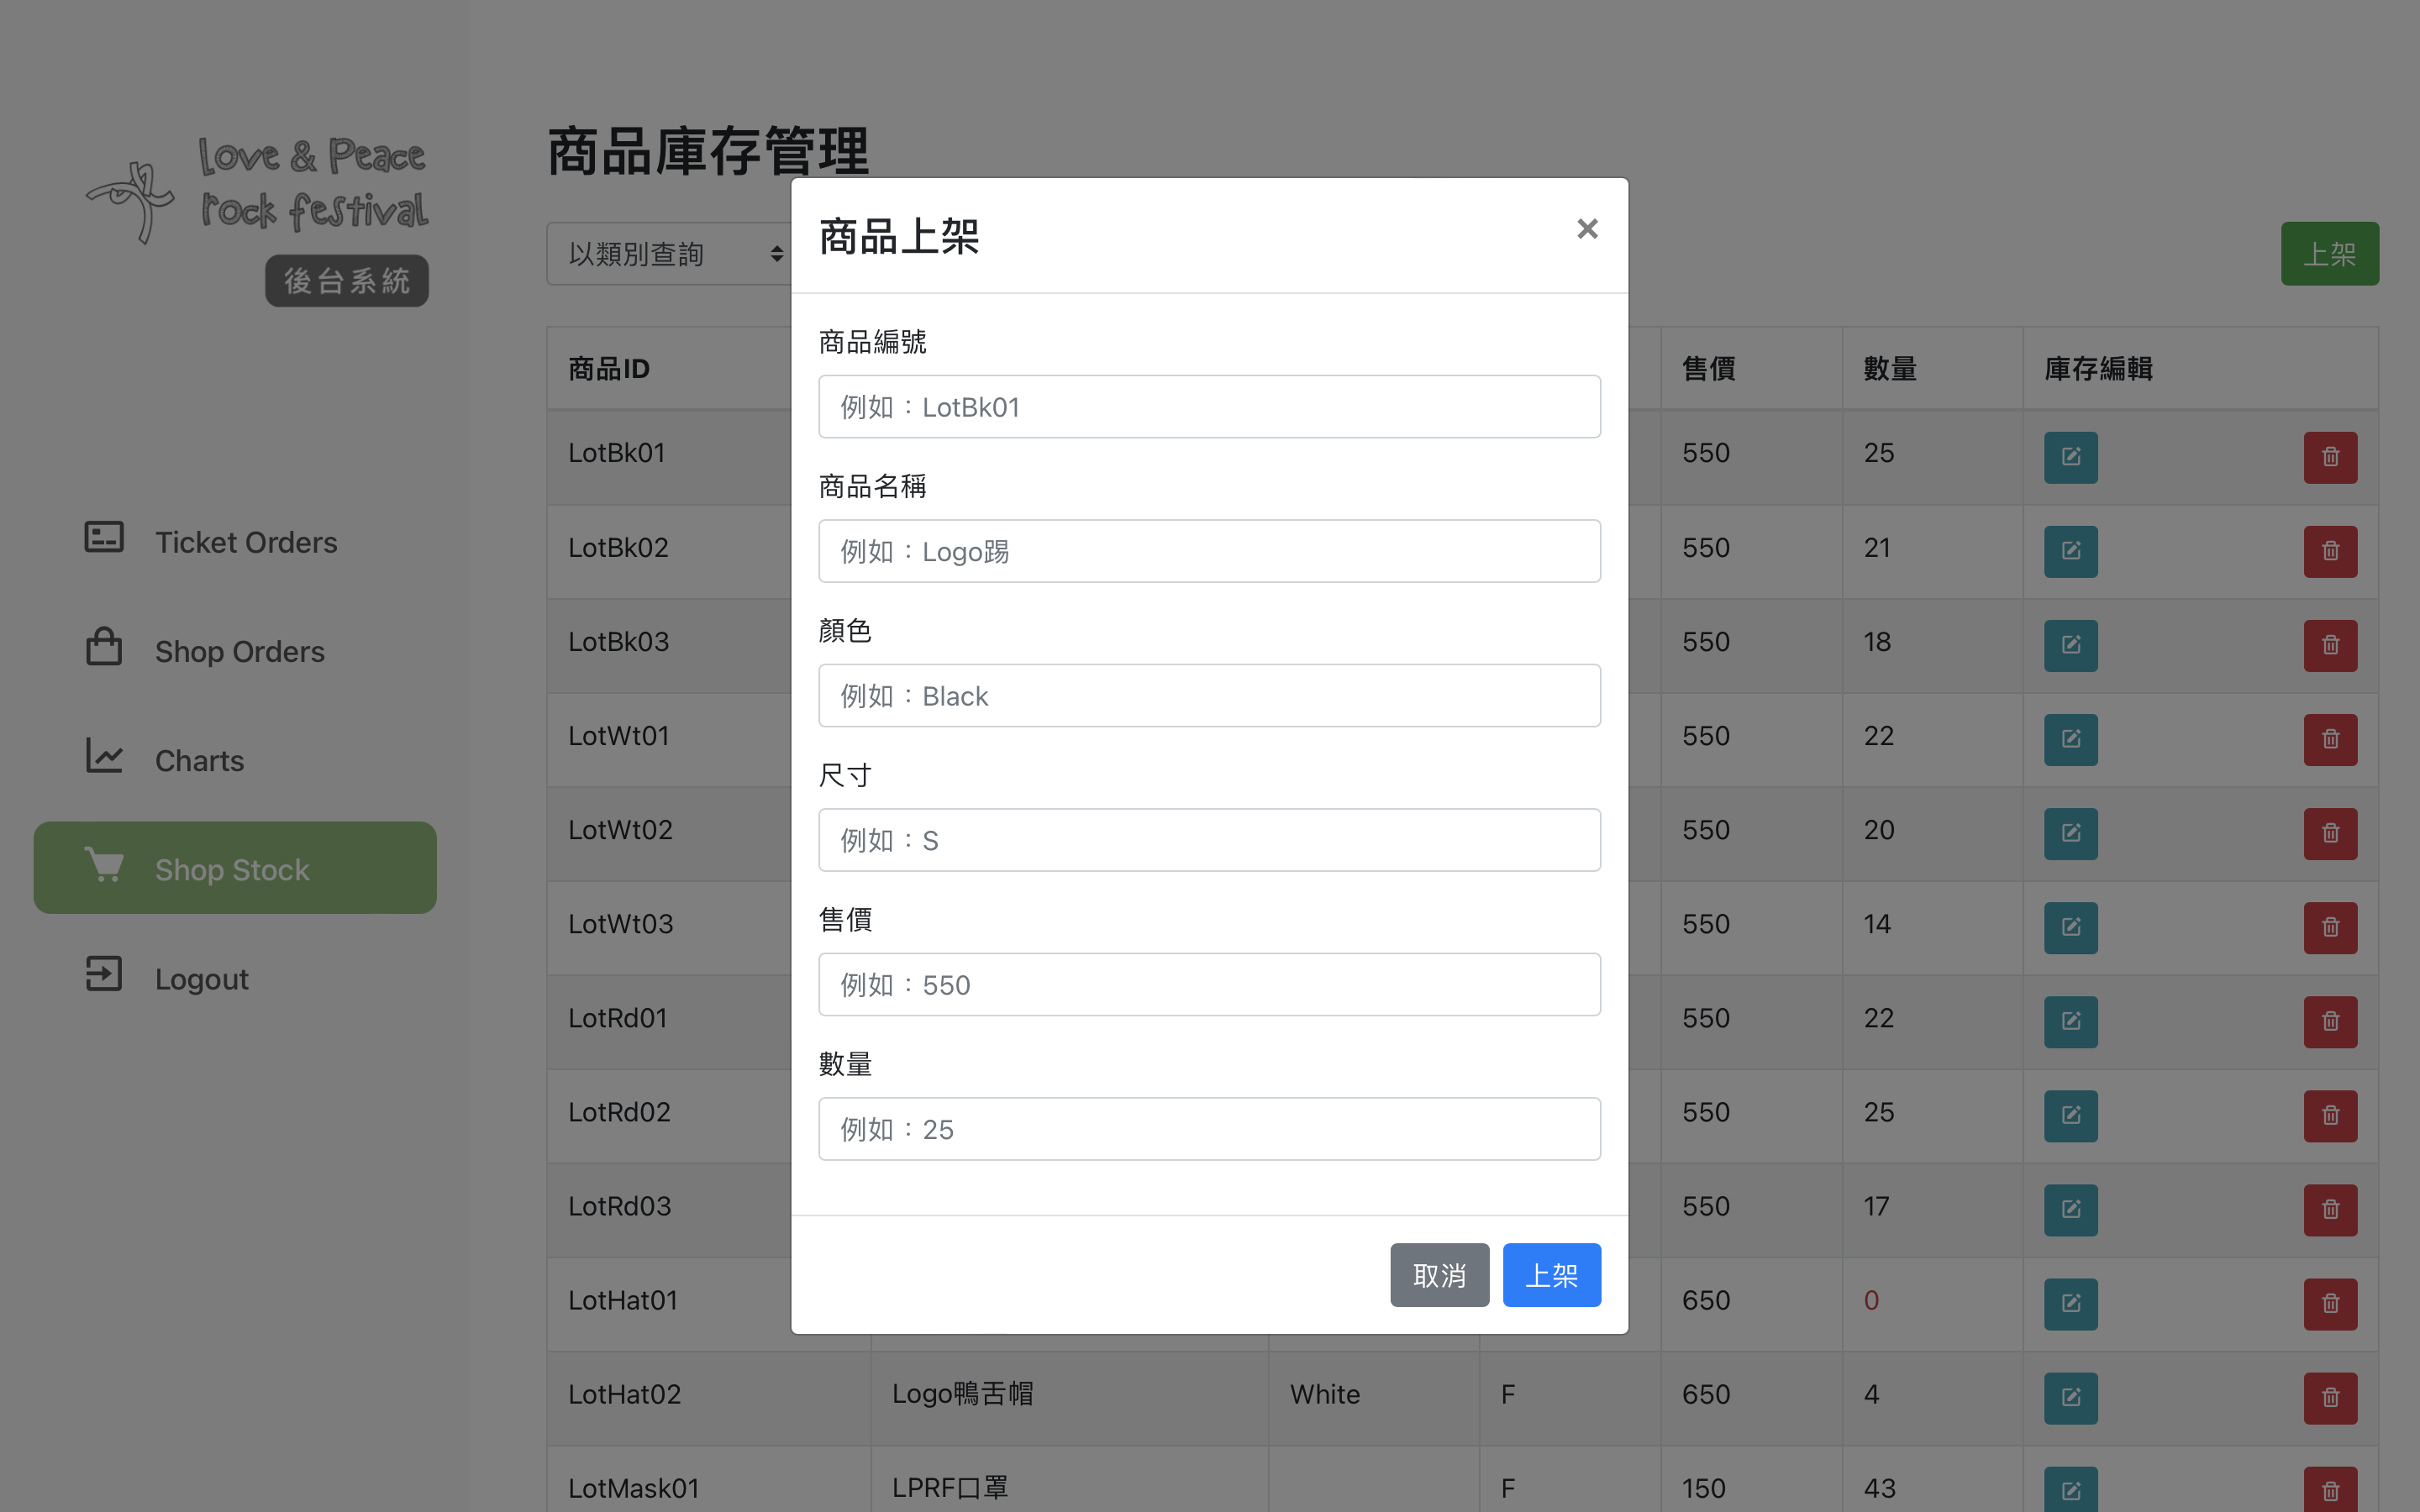 Love & Peace
rock festival
後台系統
Ticket Orders
Shop Orders
Charts
Shop Stock
Logout
商品庫存管理
以類別查詢
上架
商品ID
售價
數量
庫存編輯
LotBk01
550
25
LotBk02
550
21
LotBk03
550
18
LotWt01
550
22
LotWt02
550
20
LotWt03
550
14
LotRd01
550
22
LotRd02
550
25
LotRd03
550
17
LotHat01
650
0
LotHat02
Logo鴨舌帽
White
F
650
4
LotMask01
LPRF口罩
F
150
43
商品上架
×
商品編號
例如：LotBk01
商品名稱
例如：Logo踢
顏色
例如：Black
尺寸
例如：S
售價
例如：550
數量
例如：25
取消
上架